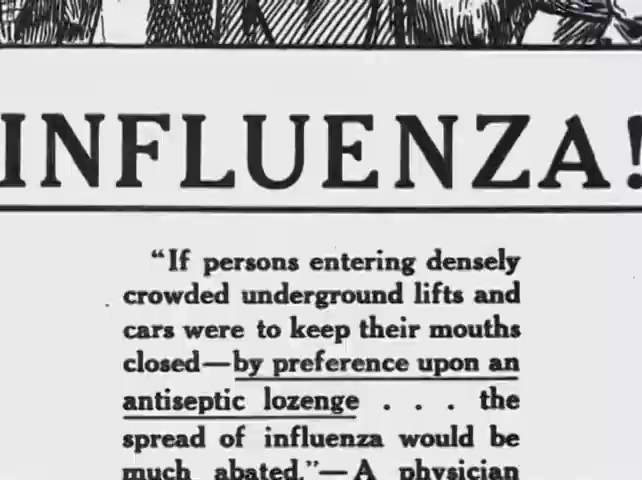 INFLUENZA!
“If persons entering densely
crowded underground lifts and
cars were to keep their mouths
closed—by preference upon an
antiseptic lozenge . . . the
spread of influenza would be
much abated.”—A physician